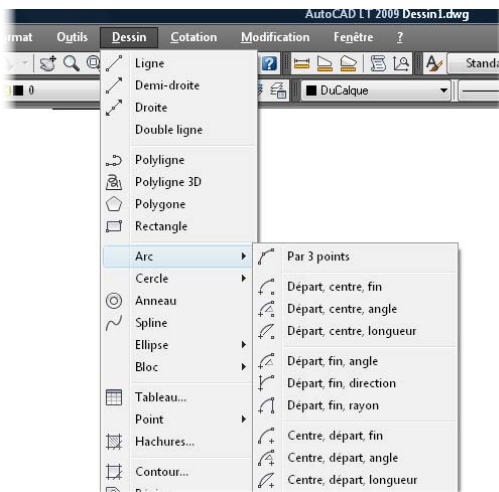 AutoCAD LT 2009 Dessin1.dwg
Outils Dessin Cotation Modification Fenêtre ?
Standa
0 DuCalque
Ligne
Demi-droite
Droite
Double ligne
Polyligne
Polyligne 3D
Polygone
Rectangle
Arc
Cercle
Anneau
Spline
Ellipse
Bloc
Tableau...
Point
Hachures...
Contour...
Par 3 points
Départ, centre, fin
Départ, centre, angle
Départ, centre, longueur
Départ, fin, angle
Départ, fin, direction
Départ, fin, rayon
Centre, départ, fin
Centre, départ, angle
Centre, départ, longueur